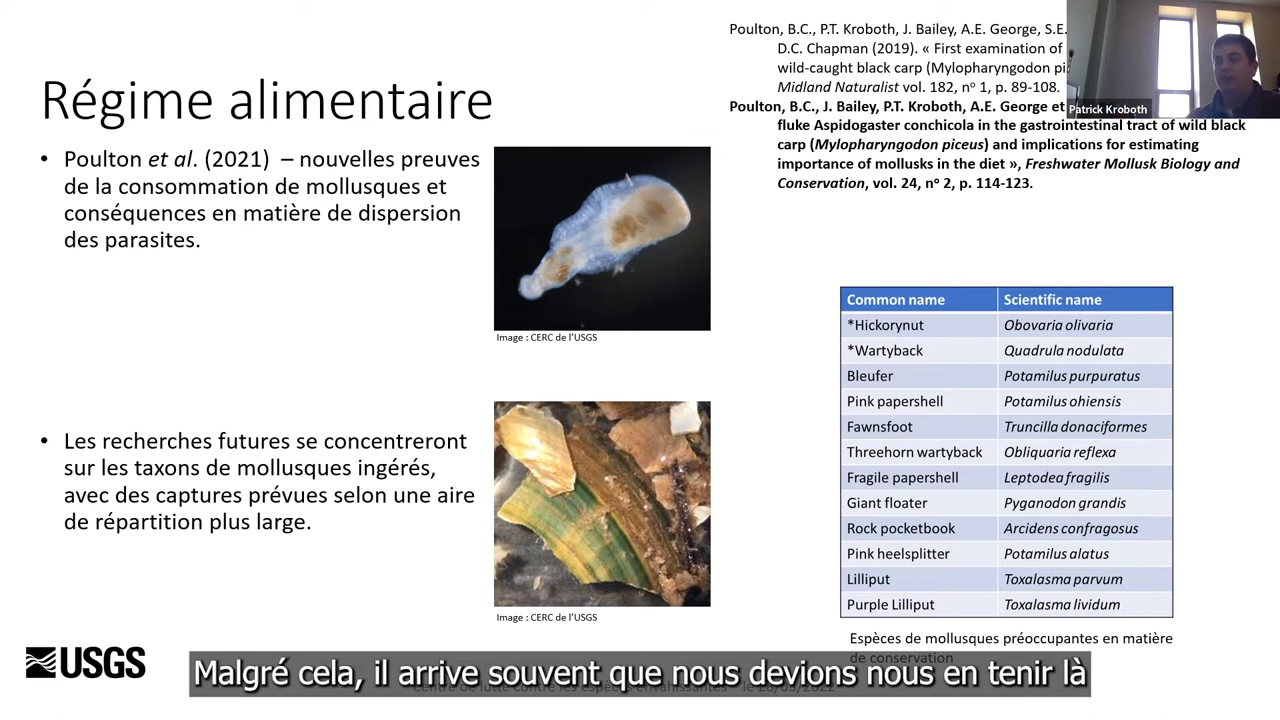 Régime alimentaire
• Poulton et al. (2021) – nouvelles preuves
de la consommation de mollusques et
conséquences en matière de dispersion
des parasites.
Image : CERC de l'USGS
• Les recherches futures se concentreront
sur les taxons de mollusques ingérés,
avec des captures prévues selon une aire
de répartition plus large.
Image : CERC de l'USGS
Poulton, B.C., P.T. Kroboth, J. Bailey, A.E. George, S.E.
D.C. Chapman (2019). « First examination of
wild-caught black carp (Mylopharyngodon
Midland Naturalist vol. 182, nº 1, p. 89-108.
Poulton, B.C., J. Bailey, P.T. Kroboth, A.E. George et
fluke Aspidogaster conchicola in the gastrointestinal tract of wild black
carp (Mylopharyngodon piceus) and implications for estimating
importance of mollusks in the diet », Freshwater Mollusk Biology and
Conservation, vol. 24, nº 2, p. 114-123.
Patrick Kroboth
Common name Scientific name
*Hickorynut Obovaria olivaria
*Wartyback Quadrula nodulata
Bleufer Potamilus purpuratus
Pink papershell Potamilus ohiensis
Fawnsfoot Truncilla donaciformes
Threehorn wartyback Obliquaria reflexa
Fragile papershell Leptodea fragilis
Giant floater Pyganodon grandis
Rock pocketbook Arcidens confragosus
Pink heelsplitter Potamilus alatus
Lilliput Toxalasma parvum
Purple Lilliput Toxalasma lividum
Espèces de mollusques préoccupantes en matière
de conservation
USGS
Malgré cela, il arrive souvent que nous devions nous en tenir là